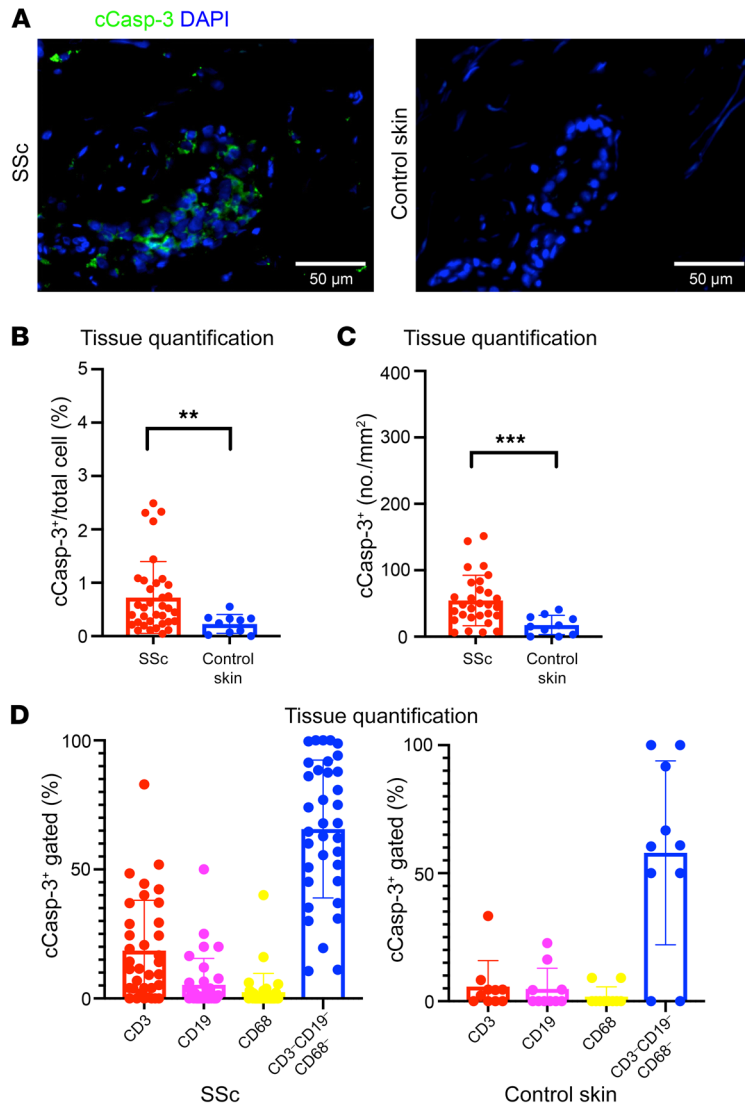 A
cCasp-3 DAPI
SSc
50 µm
Control skin
50 µm
B Tissue quantification
cCasp-3⁺/total cell (%)
5
4
3
2
1
0
**
SSc
Control skin
C Tissue quantification
cCasp-3⁺ (no./mm²)
400
300
200
100
0
***
SSc
Control skin
D Tissue quantification
cCasp-3⁺ gated (%)
100
50
0
CD3
CD19
CD68
CD3⁻CD19⁻
CD68⁻
SSc
cCasp-3⁺ gated (%)
100
50
0
CD3
CD19
CD68
CD3⁻CD19⁻
CD68⁻
Control skin